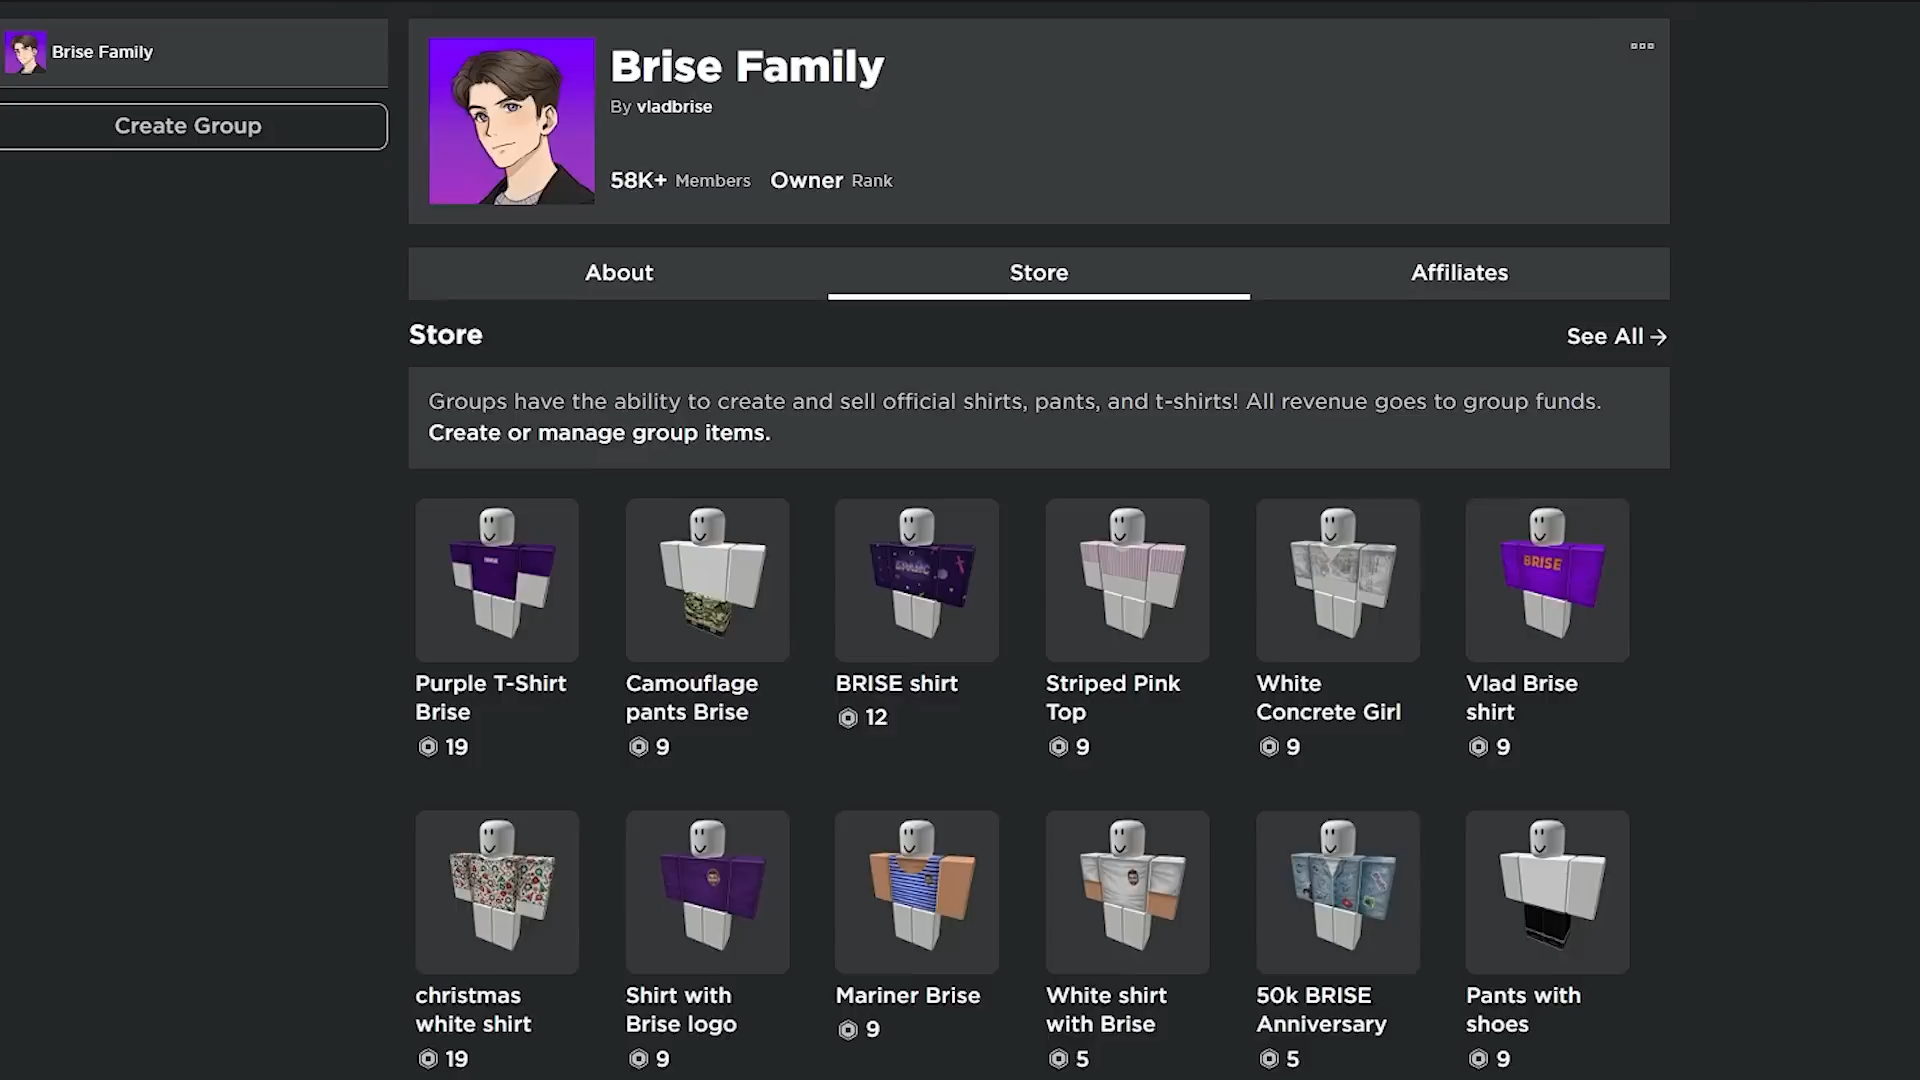 Brise Family
Create Group
Brise Family
By vladbrise
58K+ Members Owner Rank
About Store Affiliates
Store See All
Groups have the ability to create and sell official shirts, pants, and t-shirts! All revenue goes to group funds.
Create or manage group items.
BRISE
Purple T-Shirt
Brise
19
Camouflage
pants Brise
9
BRISE shirt
12
Striped Pink
Top
9
White
Concrete Girl
9
Vlad Brise
shirt
9
christmas
white shirt
19
Shirt with
Brise logo
9
Mariner Brise
9
White shirt
with Brise
5
50k BRISE
Anniversary
5
Pants with
shoes
9